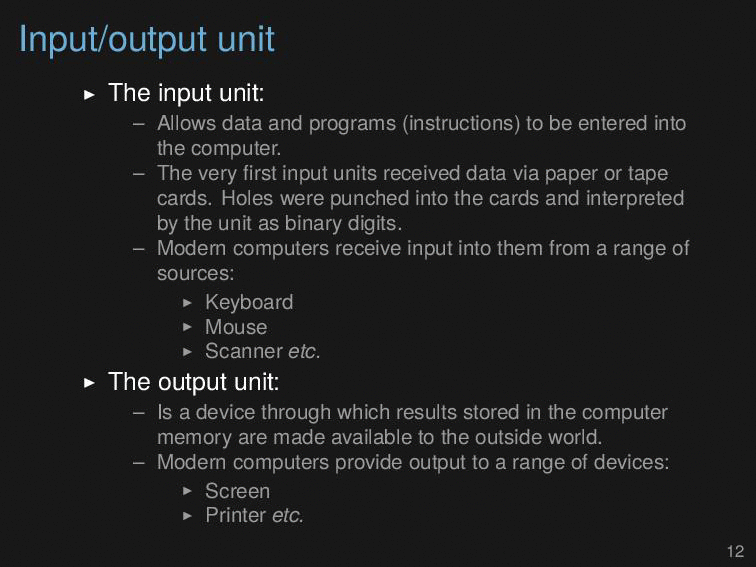 Input/output unit
▶ The input unit:
– Allows data and programs (instructions) to be entered into
the computer.
– The very first input units received data via paper or tape
cards. Holes were punched into the cards and interpreted
by the unit as binary digits.
– Modern computers receive input into them from a range of
sources:
▶ Keyboard
▶ Mouse
▶ Scanner etc.
▶ The output unit:
– Is a device through which results stored in the computer
memory are made available to the outside world.
– Modern computers provide output to a range of devices:
▶ Screen
▶ Printer etc.
12